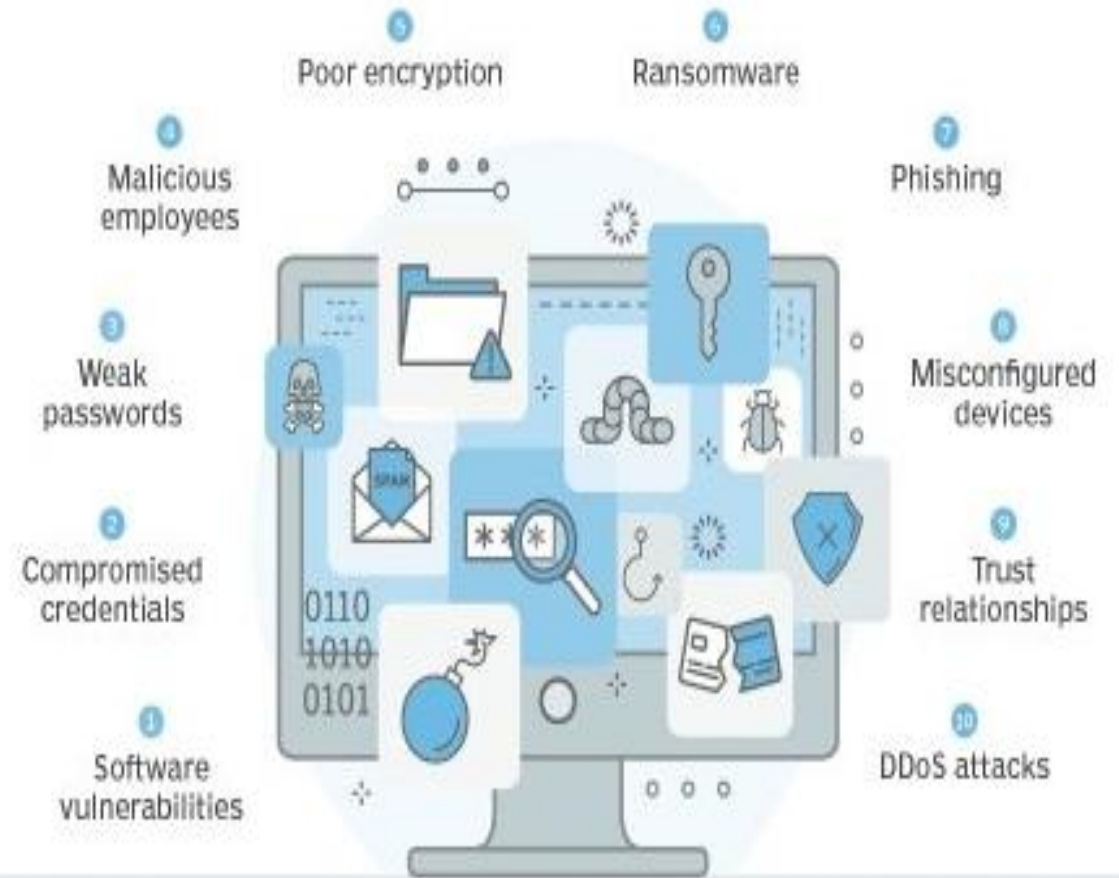 5
Poor encryption
6
Ransomware
4
Malicious
employees
7
Phishing
3
Weak
passwords
8
Misconfigured
devices
SPAM
***
2
Compromised
credentials
9
Trust
relationships
0110
1010
0101
1
Software
vulnerabilities
10
DDoS attacks